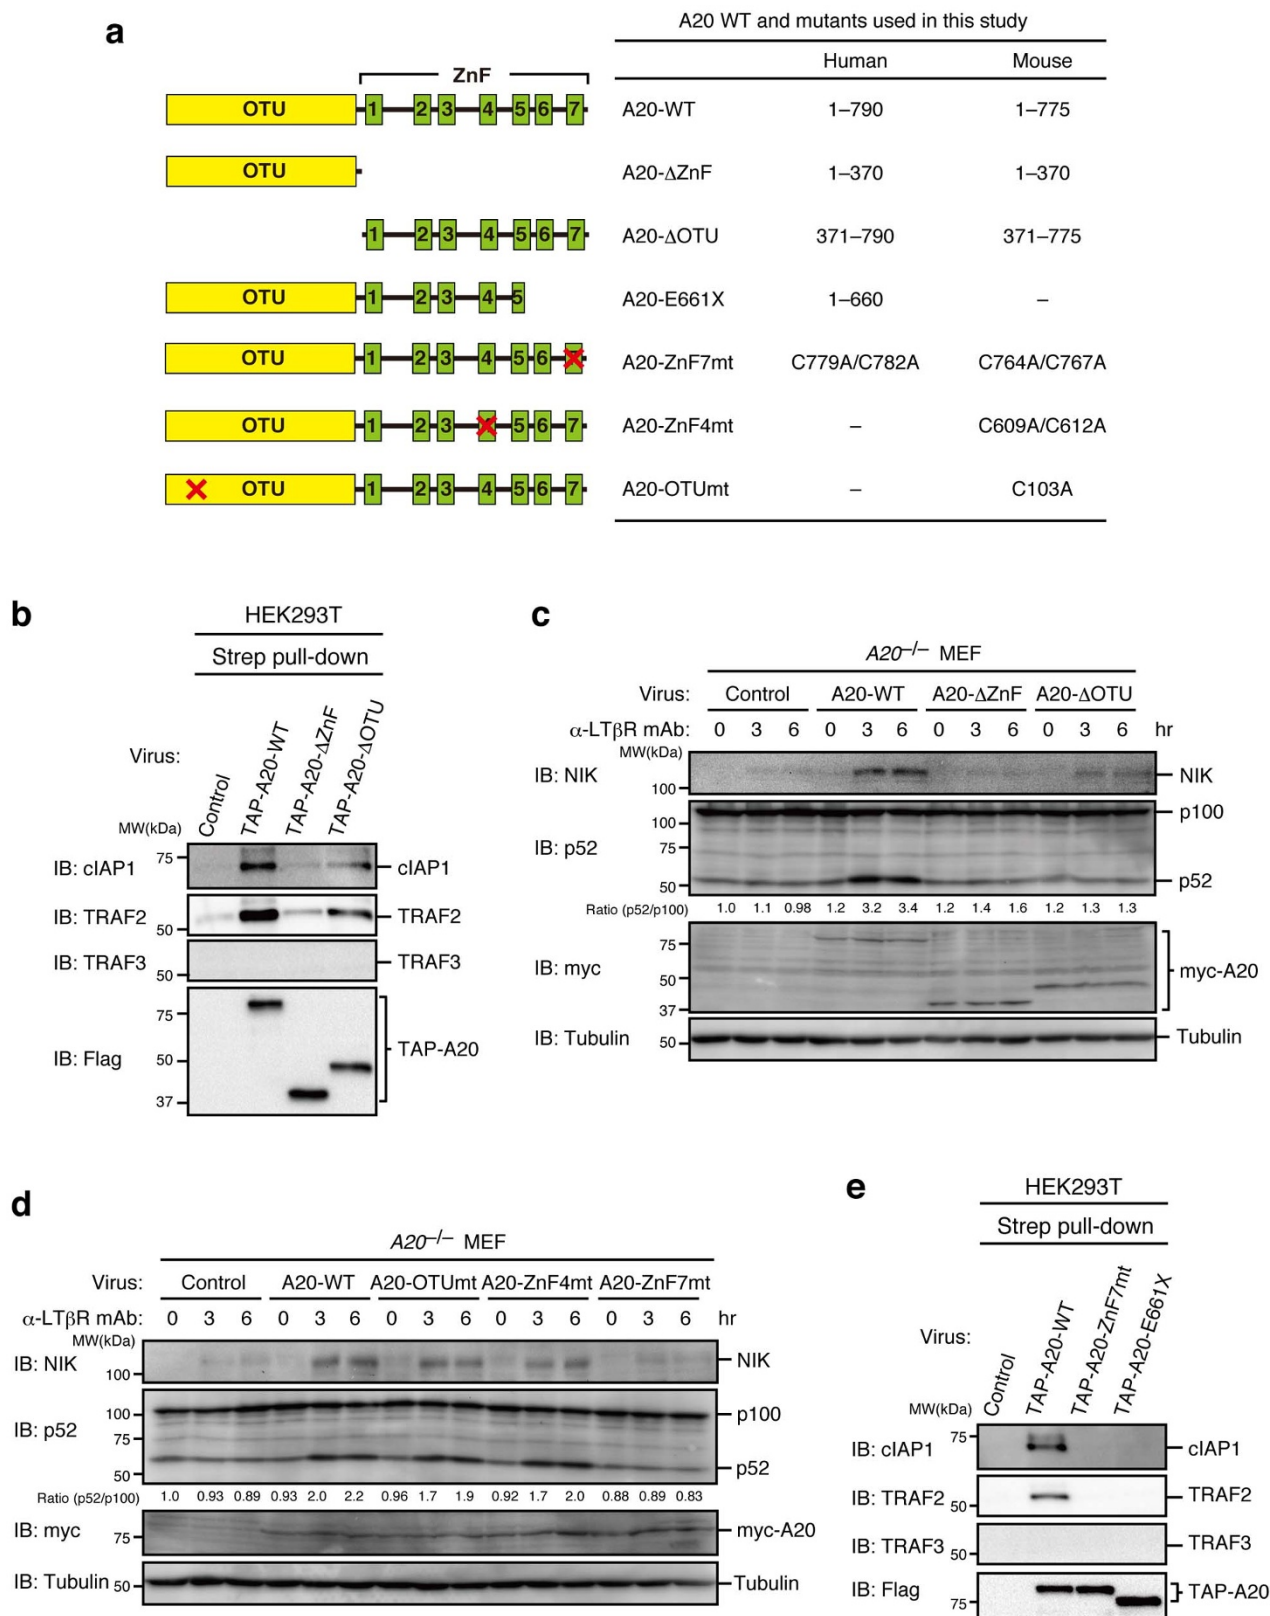 a
A20 WT and mutants used in this study
Human Mouse
ZnF
OTU 1 2 3 4 5 6 7 A20-WT 1–790 1–775
OTU A20-ΔZnF 1–370 1–370
1 2 3 4 5 6 7 A20-ΔOTU 371–790 371–775
OTU 1 2 3 4 5 A20-E661X 1–660 –
OTU 1 2 3 4 5 6 A20-ZnF7mt C779A/C782A C764A/C767A
OTU 1 2 3 5 6 7 A20-ZnF4mt – C609A/C612A
OTU 1 2 3 4 5 6 7 A20-OTUmt – C103A
b
HEK293T
Strep pull-down
Virus:
Control
TAP-A20-WT
TAP-A20-ΔZnF
TAP-A20-ΔOTU
MW(kDa)
IB: cIAP1 75 cIAP1
IB: TRAF2 50 TRAF2
IB: TRAF3 50 TRAF3
IB: Flag 75 50 37 TAP-A20
c
A20–/– MEF
Virus: Control A20-WT A20-ΔZnF A20-ΔOTU
α-LTβR mAb: 0 3 6 0 3 6 0 3 6 0 3 6 hr
MW(kDa)
IB: NIK 100 NIK
IB: p52 100 75 50 p100 p52
Ratio (p52/p100) 1.0 1.1 0.98 1.2 3.2 3.4 1.2 1.4 1.6 1.2 1.3 1.3
IB: myc 75 50 37 myc-A20
IB: Tubulin 50 Tubulin
d
A20–/– MEF
Virus: Control A20-WT A20-OTUmt A20-ZnF4mt A20-ZnF7mt
α-LTβR mAb: 0 3 6 0 3 6 0 3 6 0 3 6 0 3 6 hr
MW(kDa)
IB: NIK 100 NIK
IB: p52 100 75 50 p100 p52
Ratio (p52/p100) 1.0 0.93 0.89 0.93 2.0 2.2 0.96 1.7 1.9 0.92 1.7 2.0 0.88 0.89 0.83
IB: myc 75 myc-A20
IB: Tubulin 50 Tubulin
e
HEK293T
Strep pull-down
Virus:
Control
TAP-A20-WT
TAP-A20-ZnF7mt
TAP-A20-E661X
MW(kDa)
IB: cIAP1 75 cIAP1
IB: TRAF2 50 TRAF2
IB: TRAF3 50 TRAF3
IB: Flag 75 TAP-A20